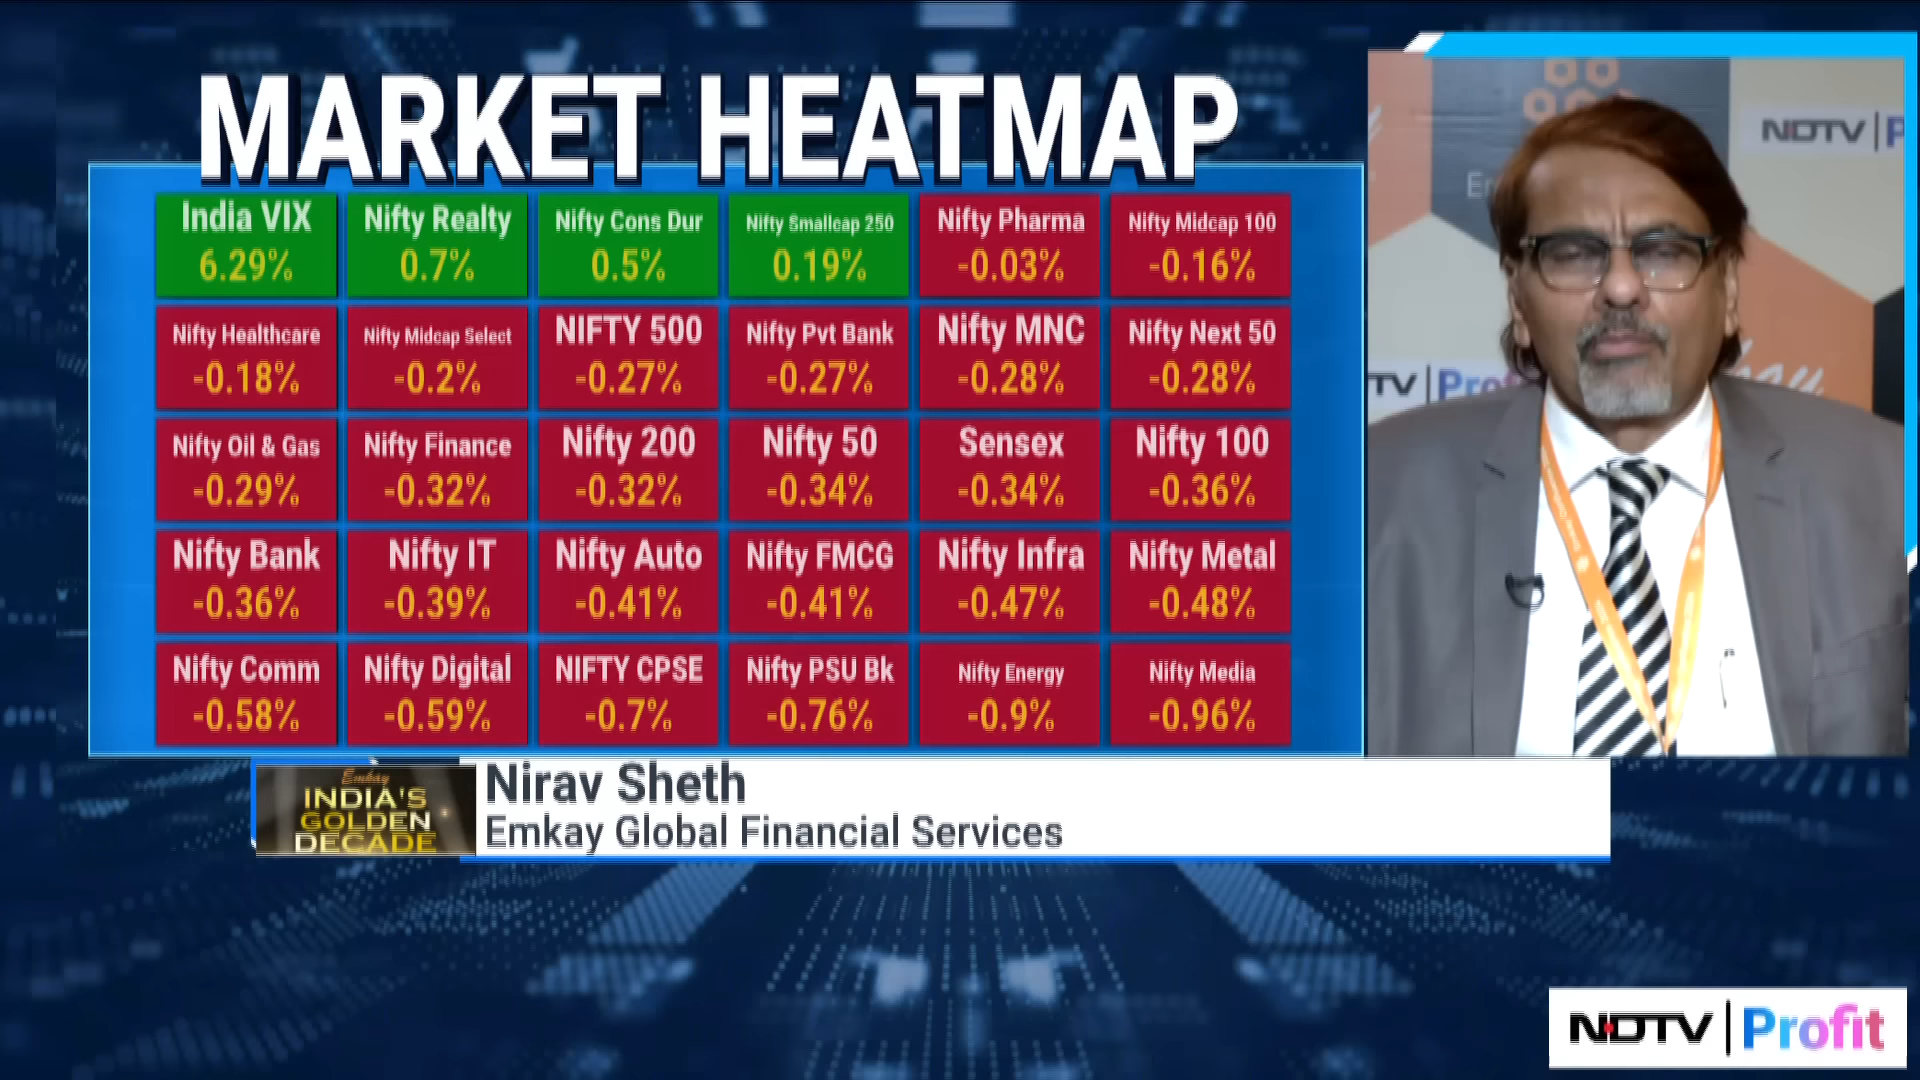 MARKET HEATMAP
India VIX Nifty Realty Nifty Cons Dur Nifty Smallcap 250 Nifty Pharma Nifty Midcap 100
6.29% 0.7% 0.5% 0.19% -0.03% -0.16%
Nifty Healthcare Nifty Midcap Select NIFTY 500 Nifty Pvt Bank Nifty MNC Nifty Next 50
-0.18% -0.2% -0.27% -0.27% -0.28% -0.28%
Nifty Oil & Gas Nifty Finance Nifty 200 Nifty 50 Sensex Nifty 100
-0.29% -0.32% -0.32% -0.34% -0.34% -0.36%
Nifty Bank Nifty IT Nifty Auto Nifty FMCG Nifty Infra Nifty Metal
-0.36% -0.39% -0.41% -0.41% -0.47% -0.48%
Nifty Comm Nifty Digital NIFTY CPSE Nifty PSU Bk Nifty Energy Nifty Media
-0.58% -0.59% -0.7% -0.76% -0.9% -0.96%
NDTV | P
TV | Prof
Emkay
INDIA'S
GOLDEN
DECADE
Nirav Sheth
Emkay Global Financial Services
NDTV | Profit